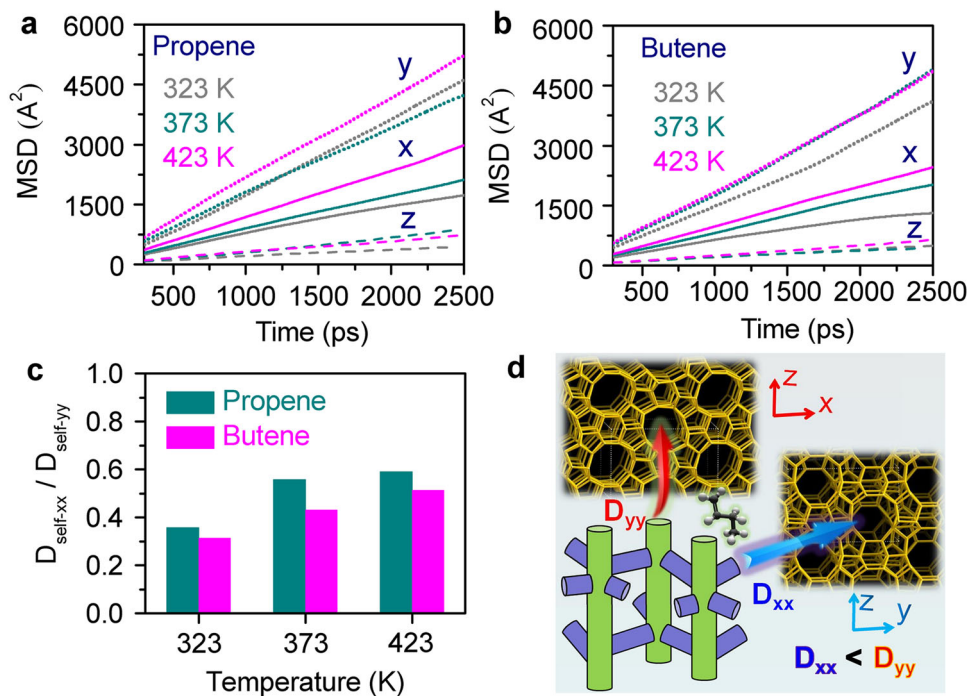 a
Propene
323 K
373 K
423 K
y
x
z
MSD (A²)
6000
4500
3000
1500
0
500
1000
1500
2000
2500
Time (ps)
b
Butene
323 K
373 K
423 K
y
x
z
MSD (A²)
6000
4500
3000
1500
0
500
1000
1500
2000
2500
Time (ps)
c
Propene
Butene
D_self-xx / D_self-yy
1.0
0.8
0.6
0.4
0.2
0.0
323
373
423
Temperature (K)
d
z
x
D_yy
D_xx
z
y
D_xx < D_yy